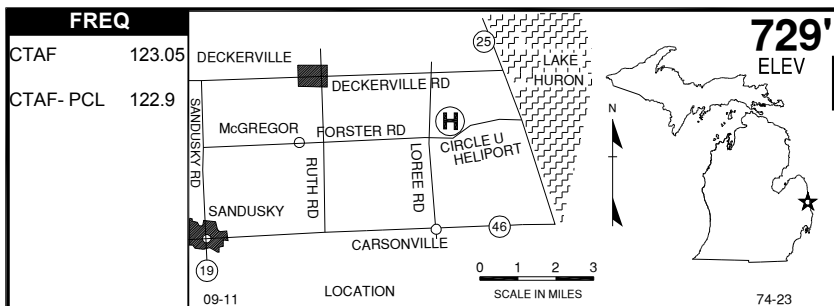 FREQ
CTAF 123.05
CTAF- PCL 122.9
DECKERVILLE
25
LAKE
HURON
729'
ELEV
DECKERVILLE RD
SANDUSKY RD
McGREGOR
FORSTER RD
H
CIRCLE U
HELIPORT
RUTH RD
LOREE RD
N
SANDUSKY
CARSONVILLE
46
19
0 1 2 3
SCALE IN MILES
09-11
LOCATION
74-23